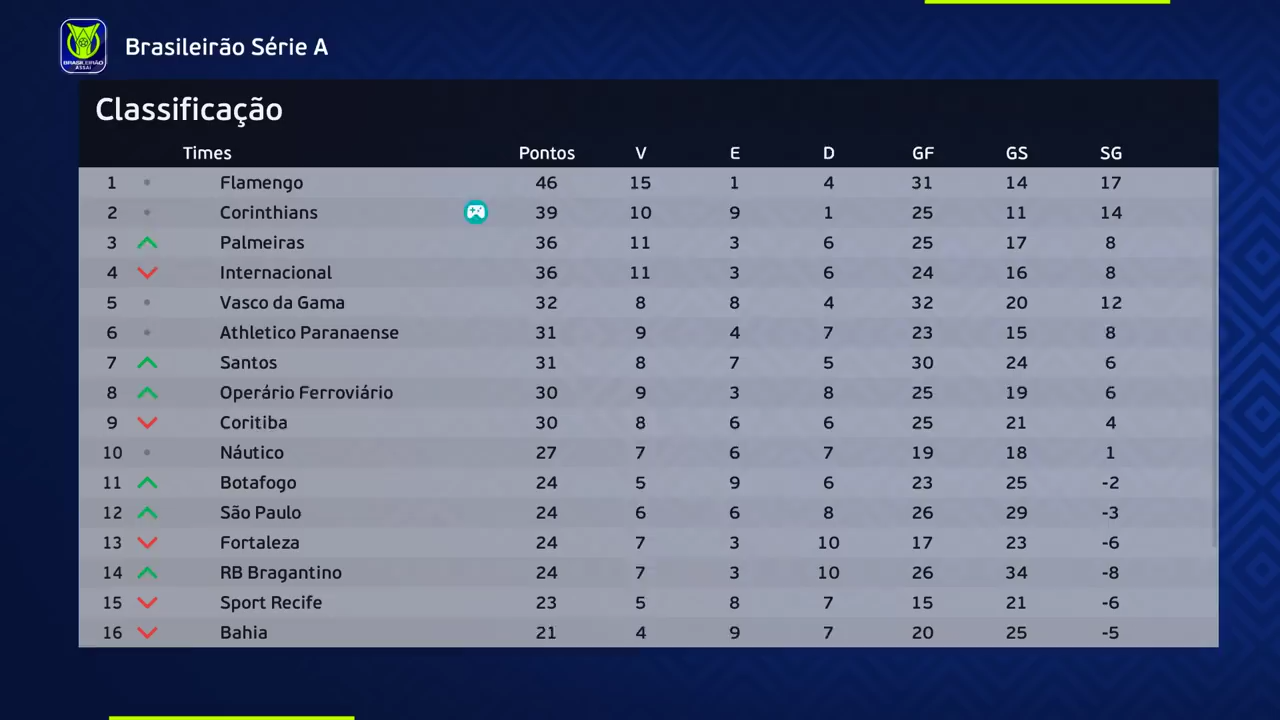 BRASILEIRÃO
ASSAÍ
Brasileirão Série A
Classificação
Times Pontos V E D GF GS SG
1 Flamengo 46 15 1 4 31 14 17
2 Corinthians 39 10 9 1 25 11 14
3 Palmeiras 36 11 3 6 25 17 8
4 Internacional 36 11 3 6 24 16 8
5 Vasco da Gama 32 8 8 4 32 20 12
6 Athletico Paranaense 31 9 4 7 23 15 8
7 Santos 31 8 7 5 30 24 6
8 Operário Ferroviário 30 9 3 8 25 19 6
9 Coritiba 30 8 6 6 25 21 4
10 Náutico 27 7 6 7 19 18 1
11 Botafogo 24 5 9 6 23 25 -2
12 São Paulo 24 6 6 8 26 29 -3
13 Fortaleza 24 7 3 10 17 23 -6
14 RB Bragantino 24 7 3 10 26 34 -8
15 Sport Recife 23 5 8 7 15 21 -6
16 Bahia 21 4 9 7 20 25 -5